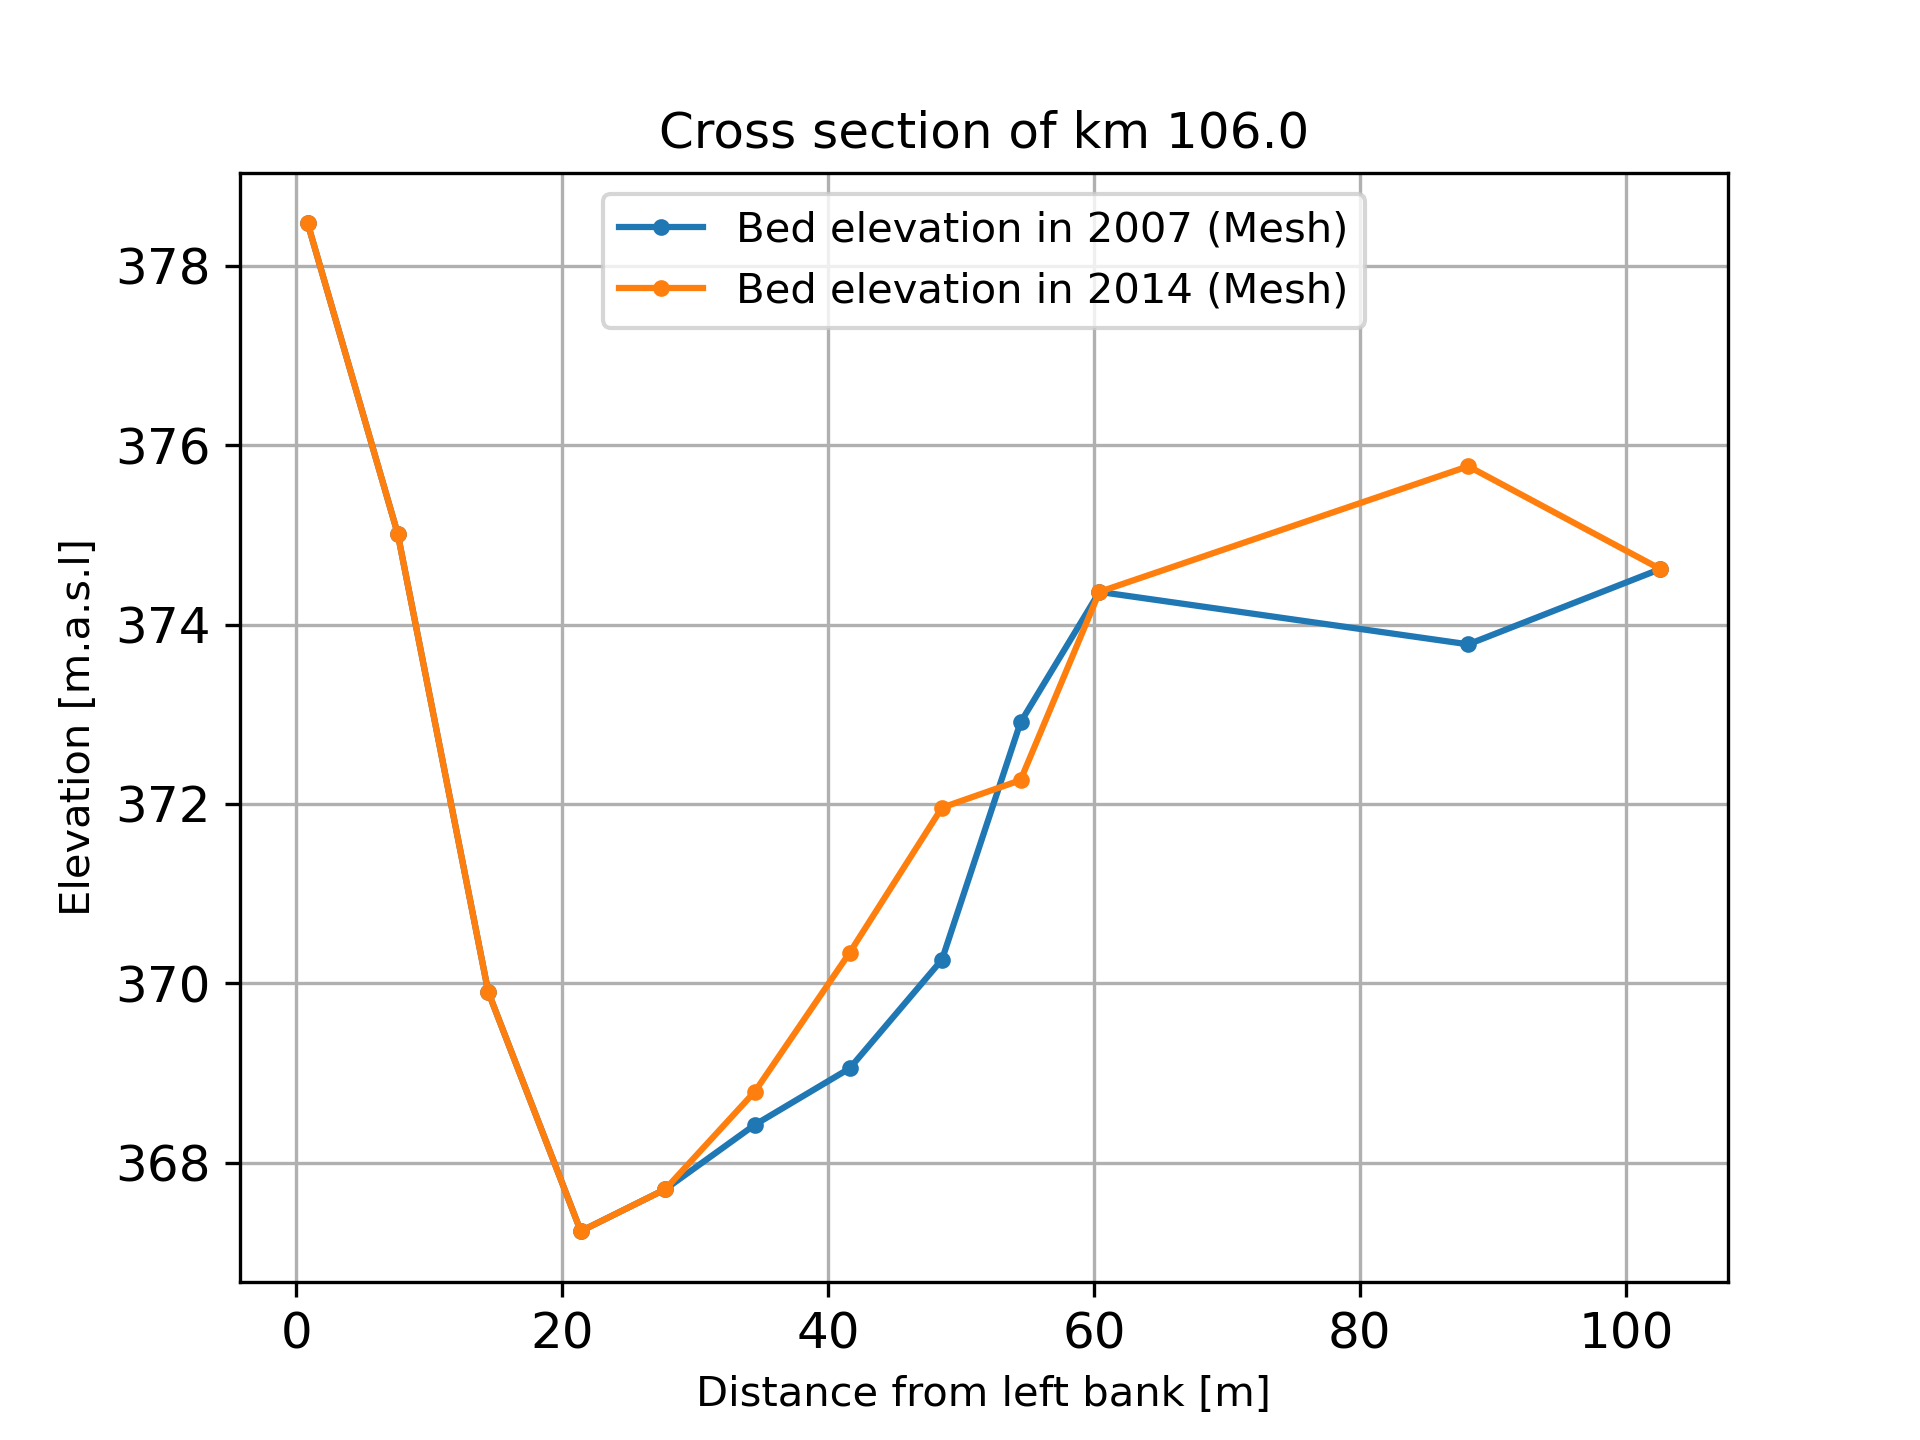 Cross section of km 106.0
Bed elevation in 2007 (Mesh)
Bed elevation in 2014 (Mesh)
378
376
374
372
370
368
Elevation [m.a.s.l]
0 20 40 60 80 100
Distance from left bank [m]